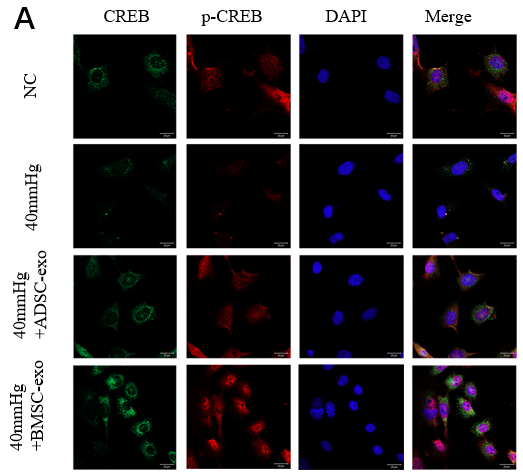 A
CREB p-CREB DAPI Merge
NC
40mmHg
40mmHg
+ADSC-exo
40mmHg
+BMSC-exo